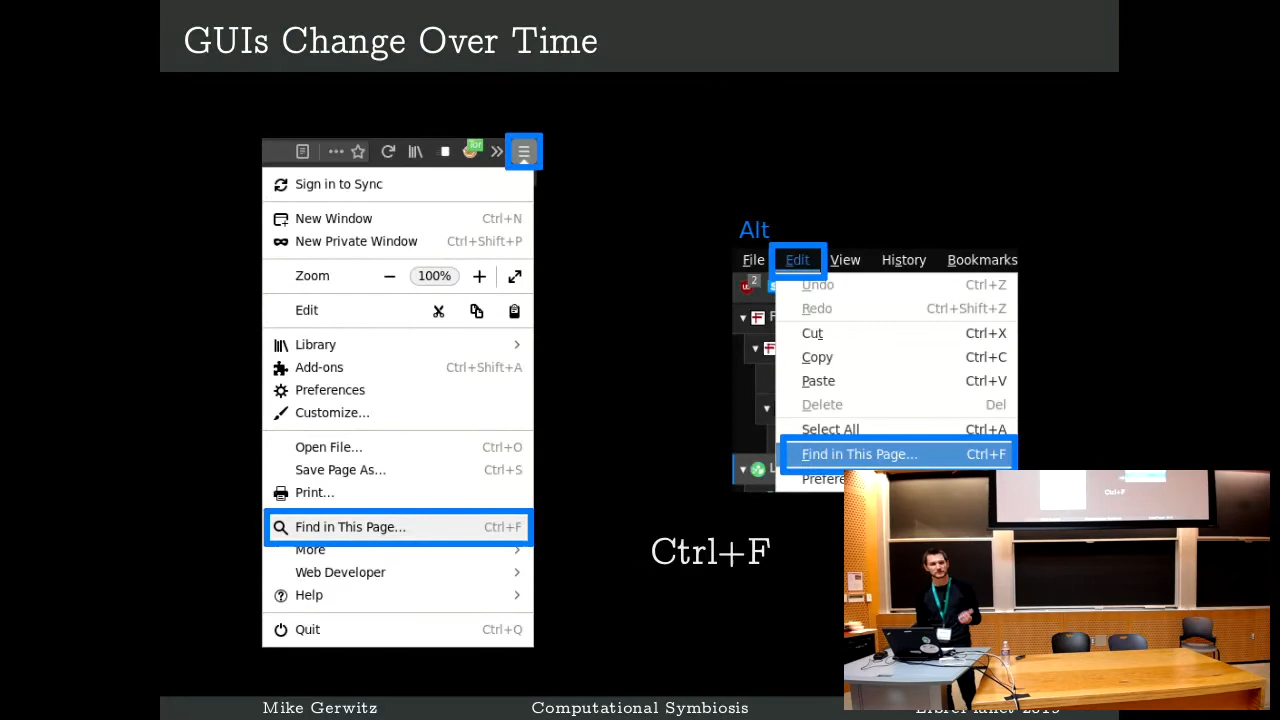 GUIs Change Over Time
Tor
Sign in to Sync
New Window Ctrl+N
New Private Window Ctrl+Shift+P
Zoom 100%
Edit
Library
Add-ons Ctrl+Shift+A
Preferences
Customize...
Open File... Ctrl+O
Save Page As... Ctrl+S
Print...
Find in This Page... Ctrl+F
More
Web Developer
Help
Quit Ctrl+Q
Alt
File Edit View History Bookmarks
2
Undo Ctrl+Z
Redo Ctrl+Shift+Z
Cut Ctrl+X
Copy Ctrl+C
Paste Ctrl+V
Delete Del
Select All Ctrl+A
Find in This Page... Ctrl+F
Ctrl+F
Ctrl+F
Mike Gerwitz Computational Symbiosis